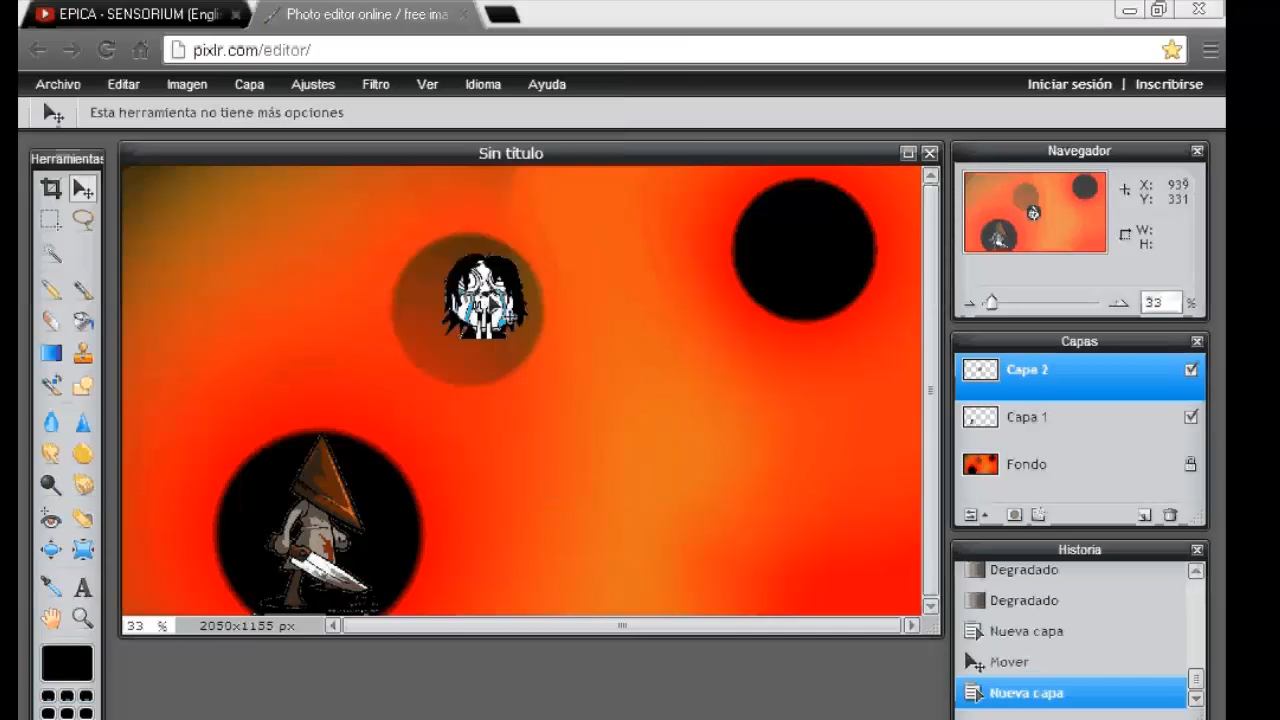 EPICA - SENSORIUM (Engli
Photo editor online / free ima
pixlr.com/editor/
Archivo Editar Imagen Capa Ajustes Filtro Ver Idioma Ayuda Iniciar sesión | Inscribirse
Esta herramienta no tiene más opciones
Herramientas
Sin título
Navegador
X: 939
Y: 331
W:
H:
33 %
Capas
Capa 2
Capa 1
Fondo
Historia
Degradado
Degradado
Nueva capa
Mover
Nueva capa
33 % 2050x1155 px